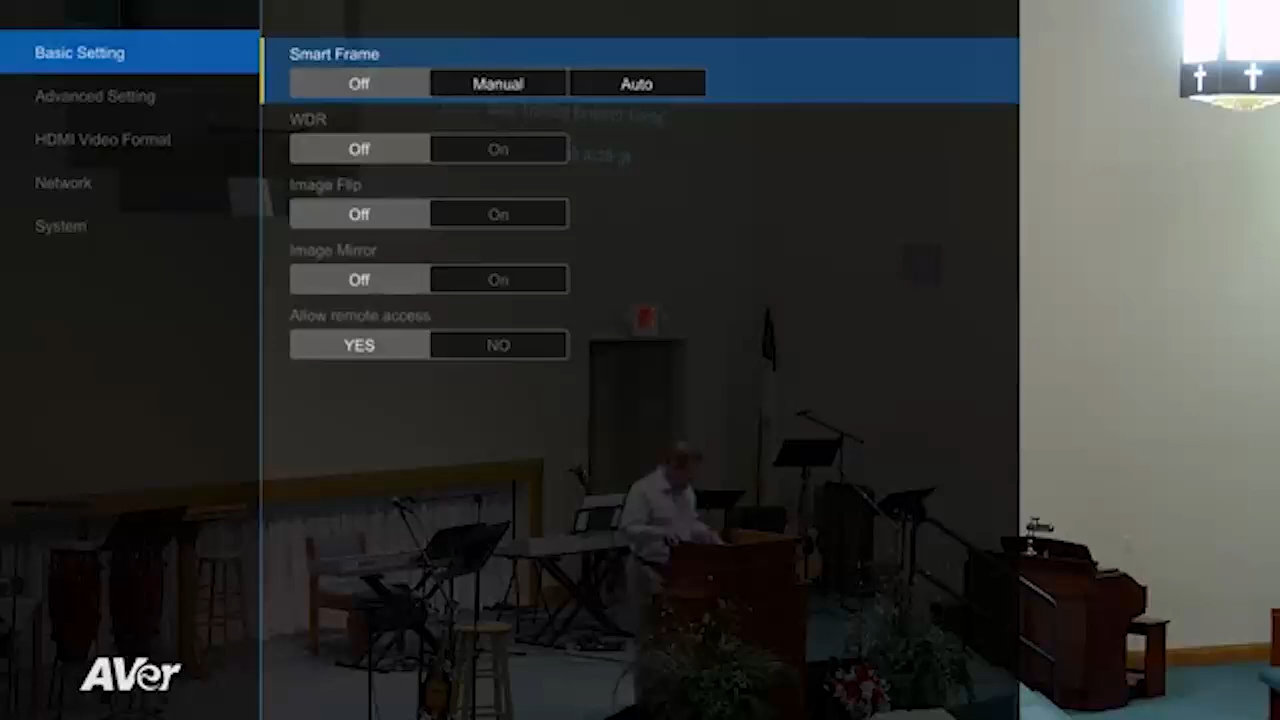 Basic Setting
Advanced Setting
HDMI Video Format
Network
System
Smart Frame
Off Manual Auto
WDR
Off On
Image Flip
Off On
Image Mirror
Off On
Allow remote access
YES NO
AVer